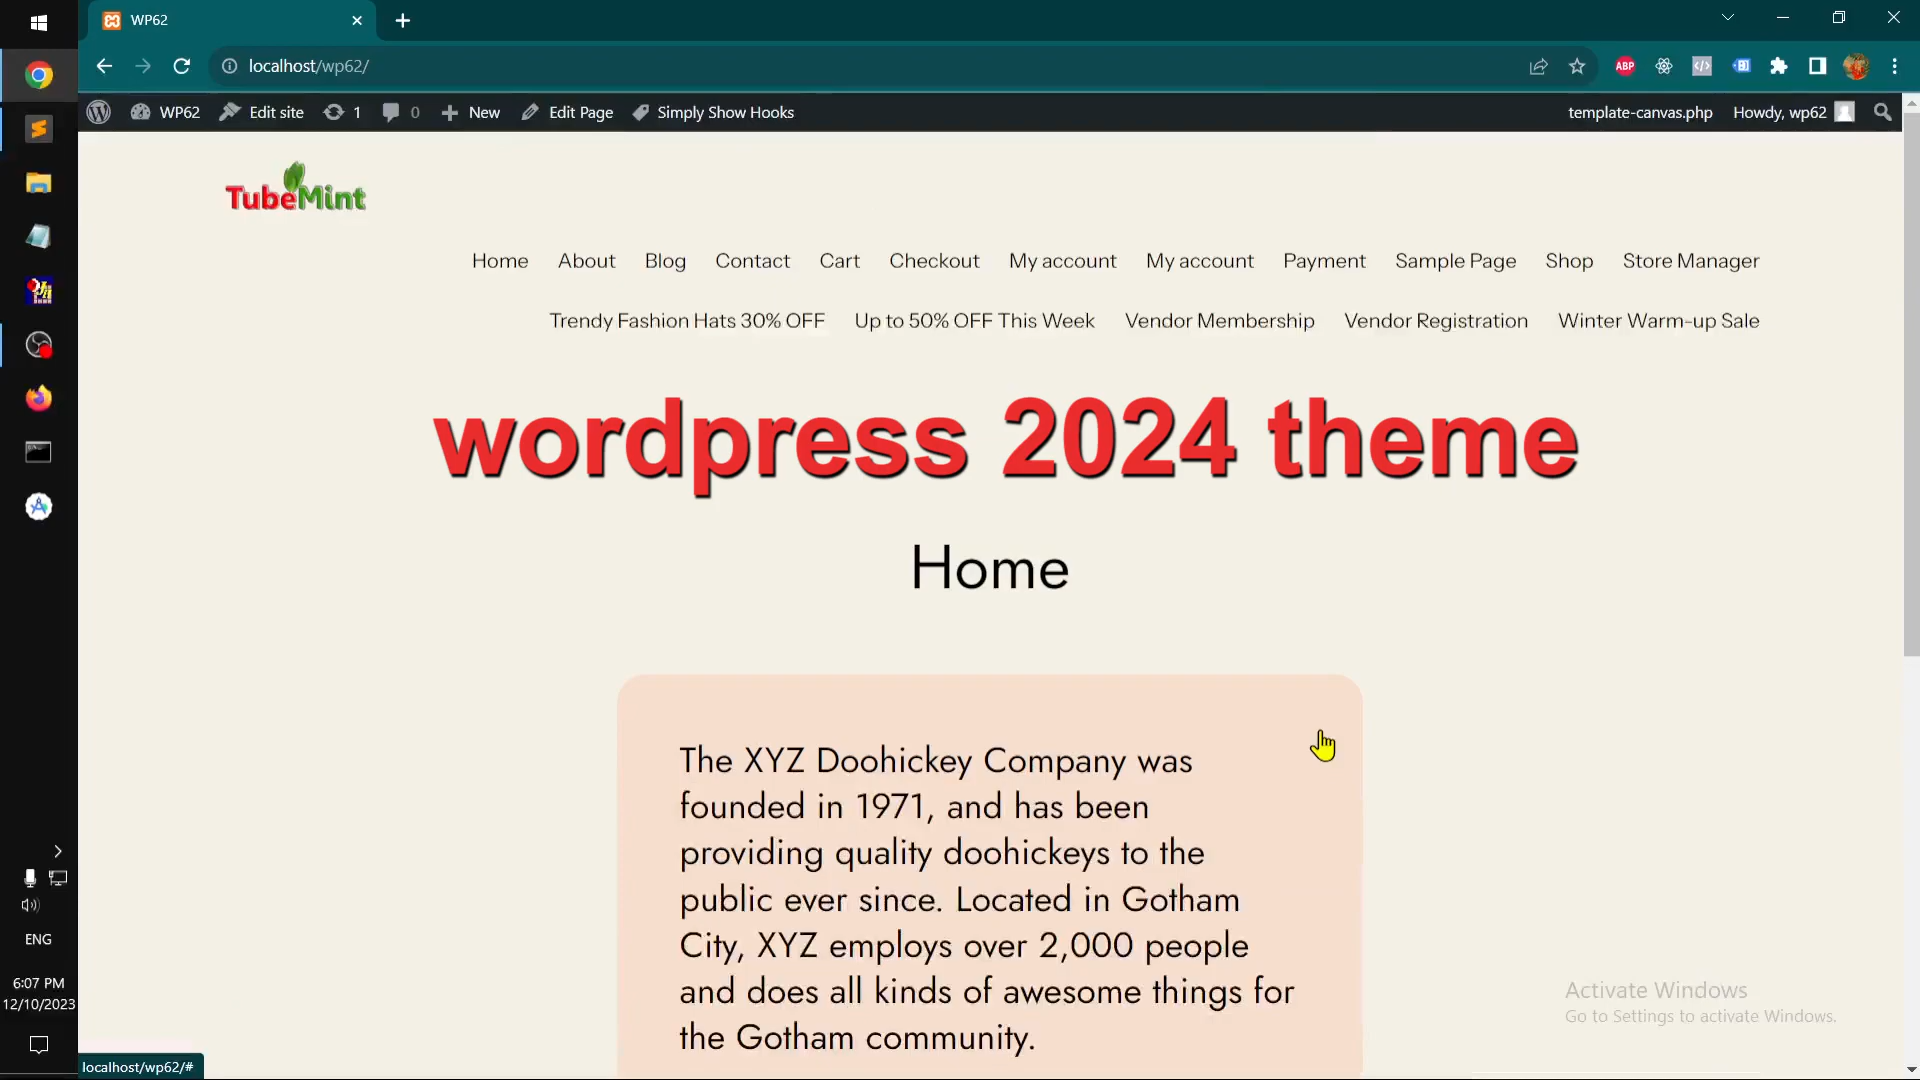 WP62
localhost/wp62/
ABP
WP62 Edit site 1 0 New Edit Page Simply Show Hooks template-canvas.php Howdy, wp62
TubeMint
Home About Blog Contact Cart Checkout My account My account Payment Sample Page Shop Store Manager
Trendy Fashion Hats 30% OFF Up to 50% OFF This Week Vendor Membership Vendor Registration Winter Warm-up Sale
wordpress 2024 theme
Home
The XYZ Doohickey Company was
founded in 1971, and has been
providing quality doohickeys to the
public ever since. Located in Gotham
City, XYZ employs over 2,000 people
and does all kinds of awesome things for
the Gotham community.
Activate Windows
Go to Settings to activate Windows.
ENG
6:07 PM
12/10/2023
localhost/wp62/#